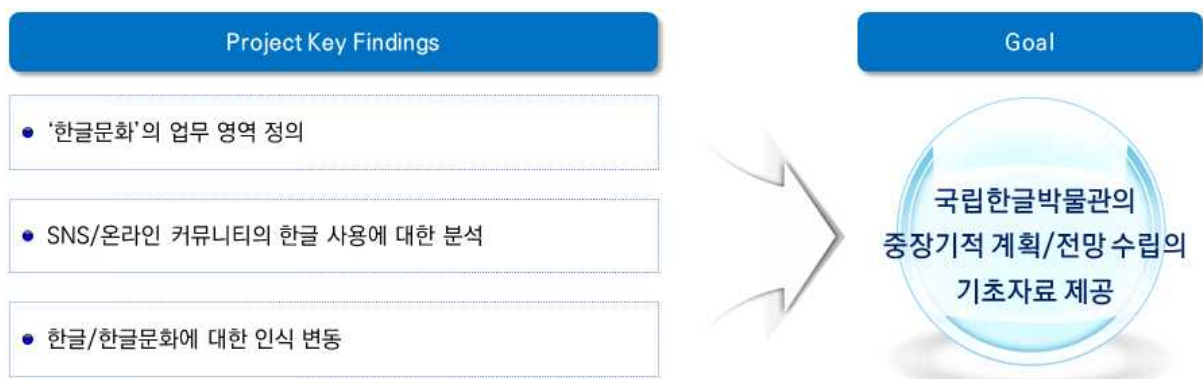 Project Key Findings
• ‘한글문화’의 업무 영역 정의
• SNS/온라인 커뮤니티의 한글 사용에 대한 분석
• 한글/한글문화에 대한 인식 변동
Goal
국립한글박물관의
중장기적 계획/전망 수립의
기초자료 제공